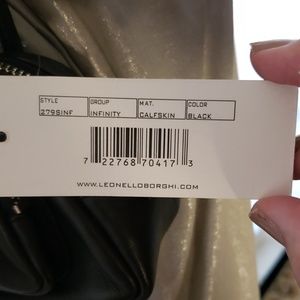 STYLE GROUP MAT. COLOR
279SINF INFINITY CALFSKIN BLACK
7 22768 70417 3
WWW.LEONELLOBORGHI.COM